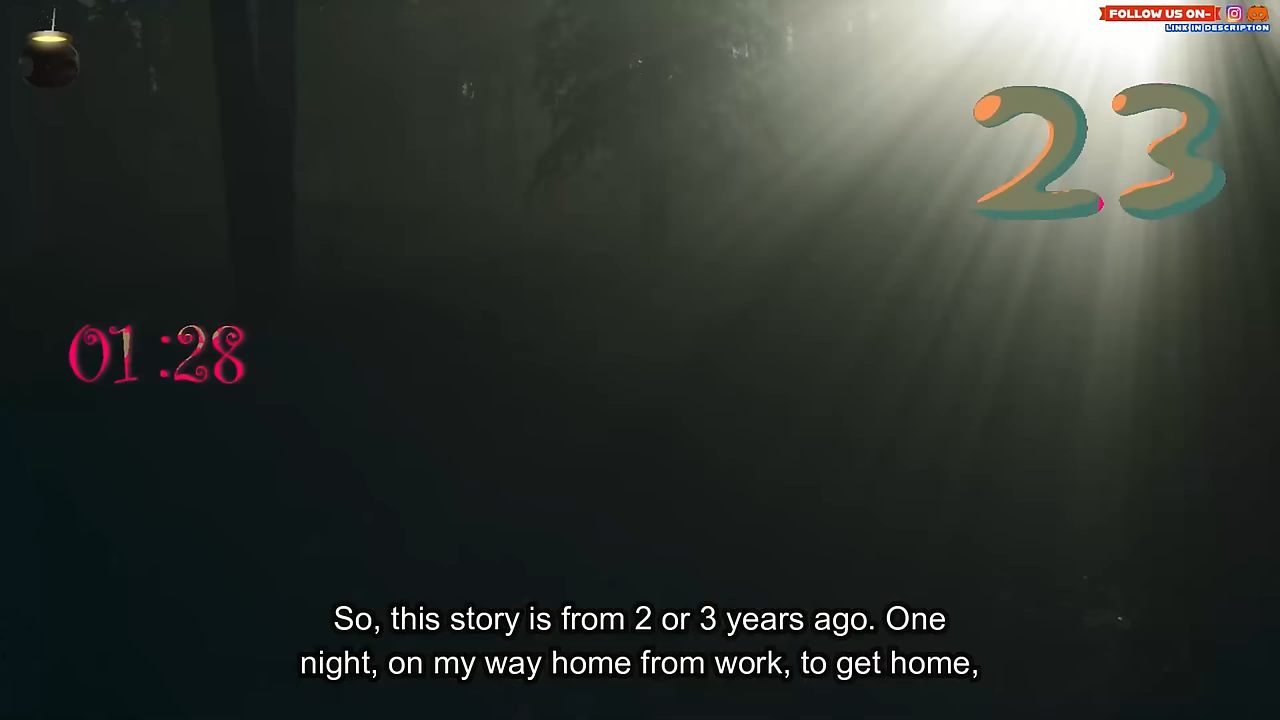 FOLLOW US ON-
LINK IN DESCRIPTION
23
01:28
So, this story is from 2 or 3 years ago. One
night, on my way home from work, to get home,